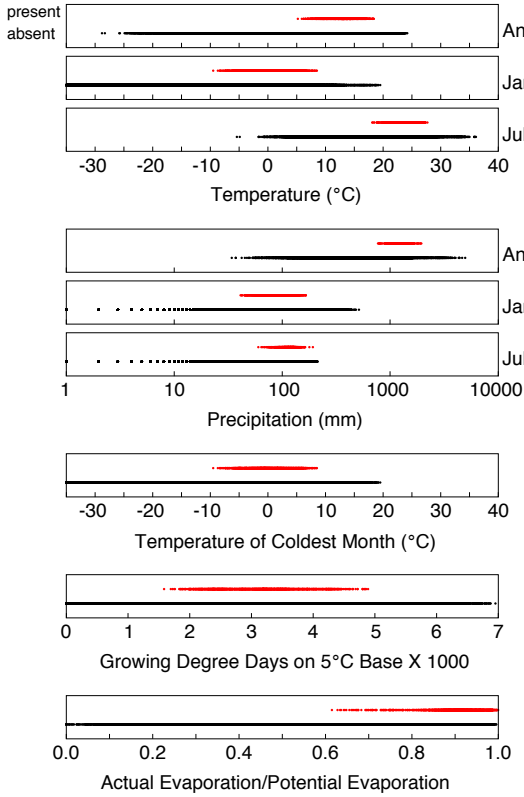 present
absent
An
Jan
Jul
-30 -20 -10 0 10 20 30 40
Temperature (°C)
An
Jan
Jul
1 10 100 1000 10000
Precipitation (mm)
-30 -20 -10 0 10 20 30 40
Temperature of Coldest Month (°C)
0 1 2 3 4 5 6 7
Growing Degree Days on 5°C Base X 1000
0.0 0.2 0.4 0.6 0.8 1.0
Actual Evaporation/Potential Evaporation